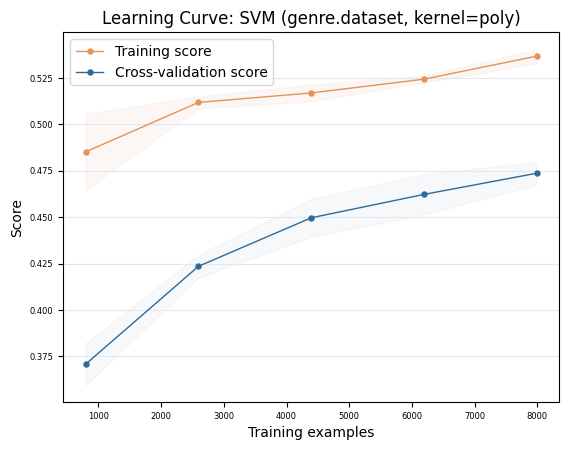 Learning Curve: SVM (genre.dataset, kernel=poly)
Training score
Cross-validation score
0.525
0.500
0.475
0.450
0.425
0.400
0.375
Score
1000 2000 3000 4000 5000 6000 7000 8000
Training examples